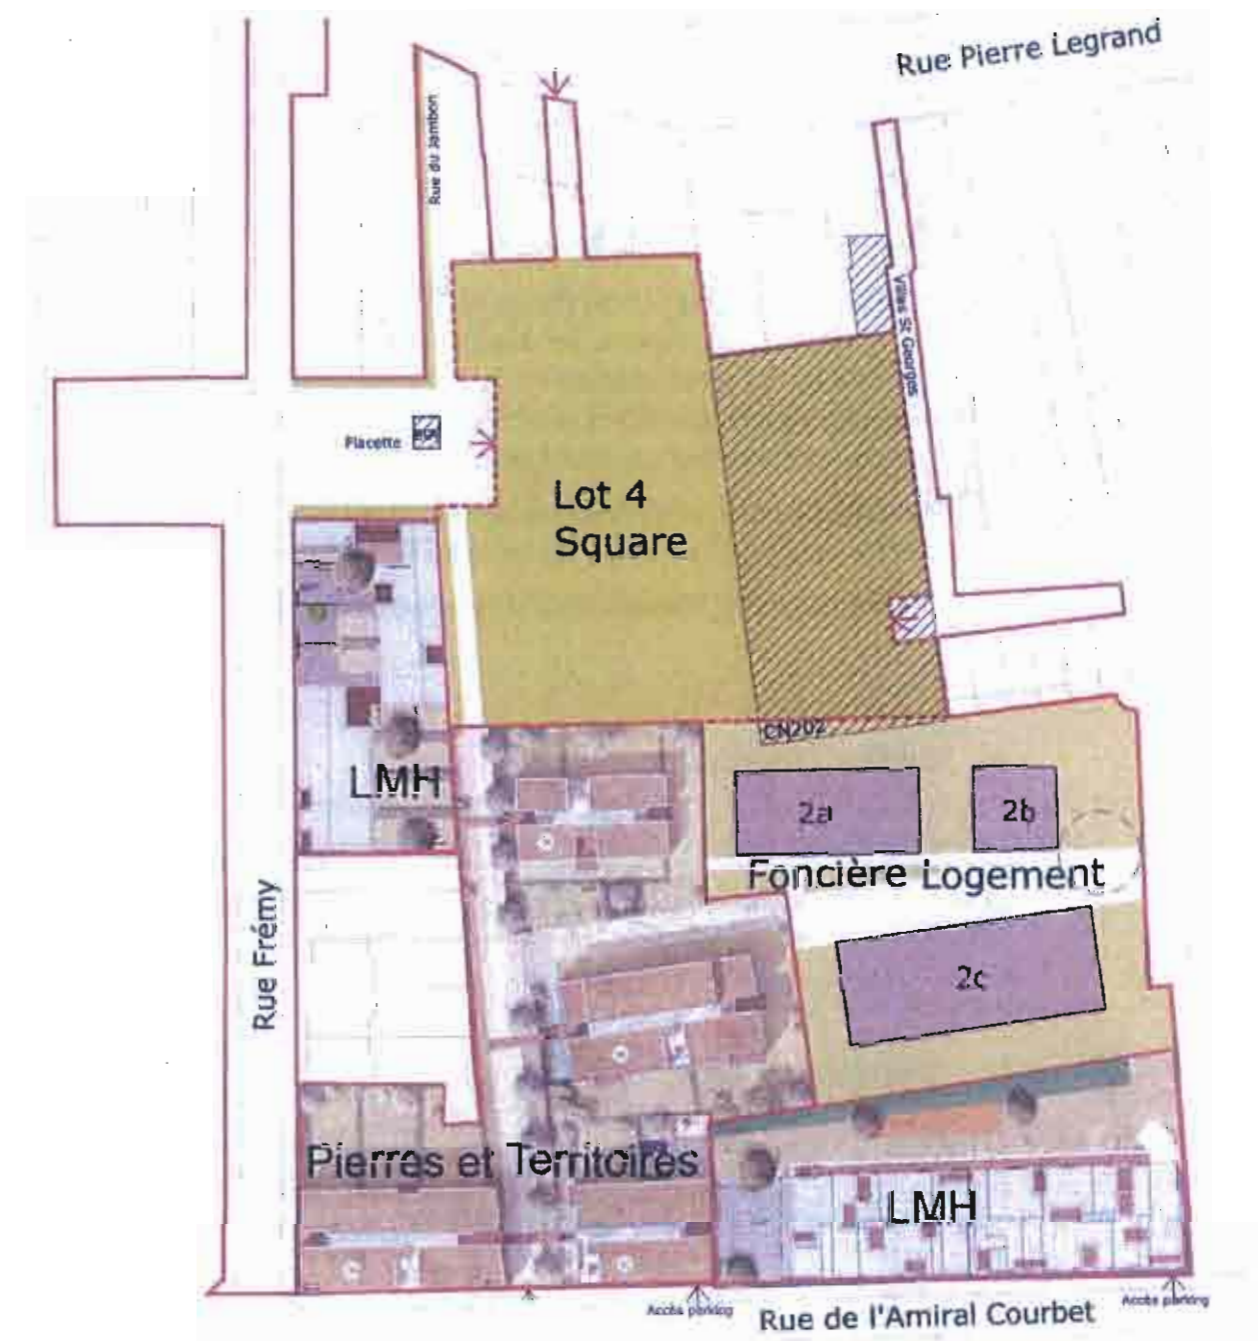 Rue Pierre Legrand
Rue du Jambon
Villas St Georges
Placette
Lot 4
Square
CN202
LMH
2a
2b
Foncière Logement
2c
Rue Frémy
Pierres et Territoires
LMH
Accès parking
Rue de l'Amiral Courbet
Accès parking